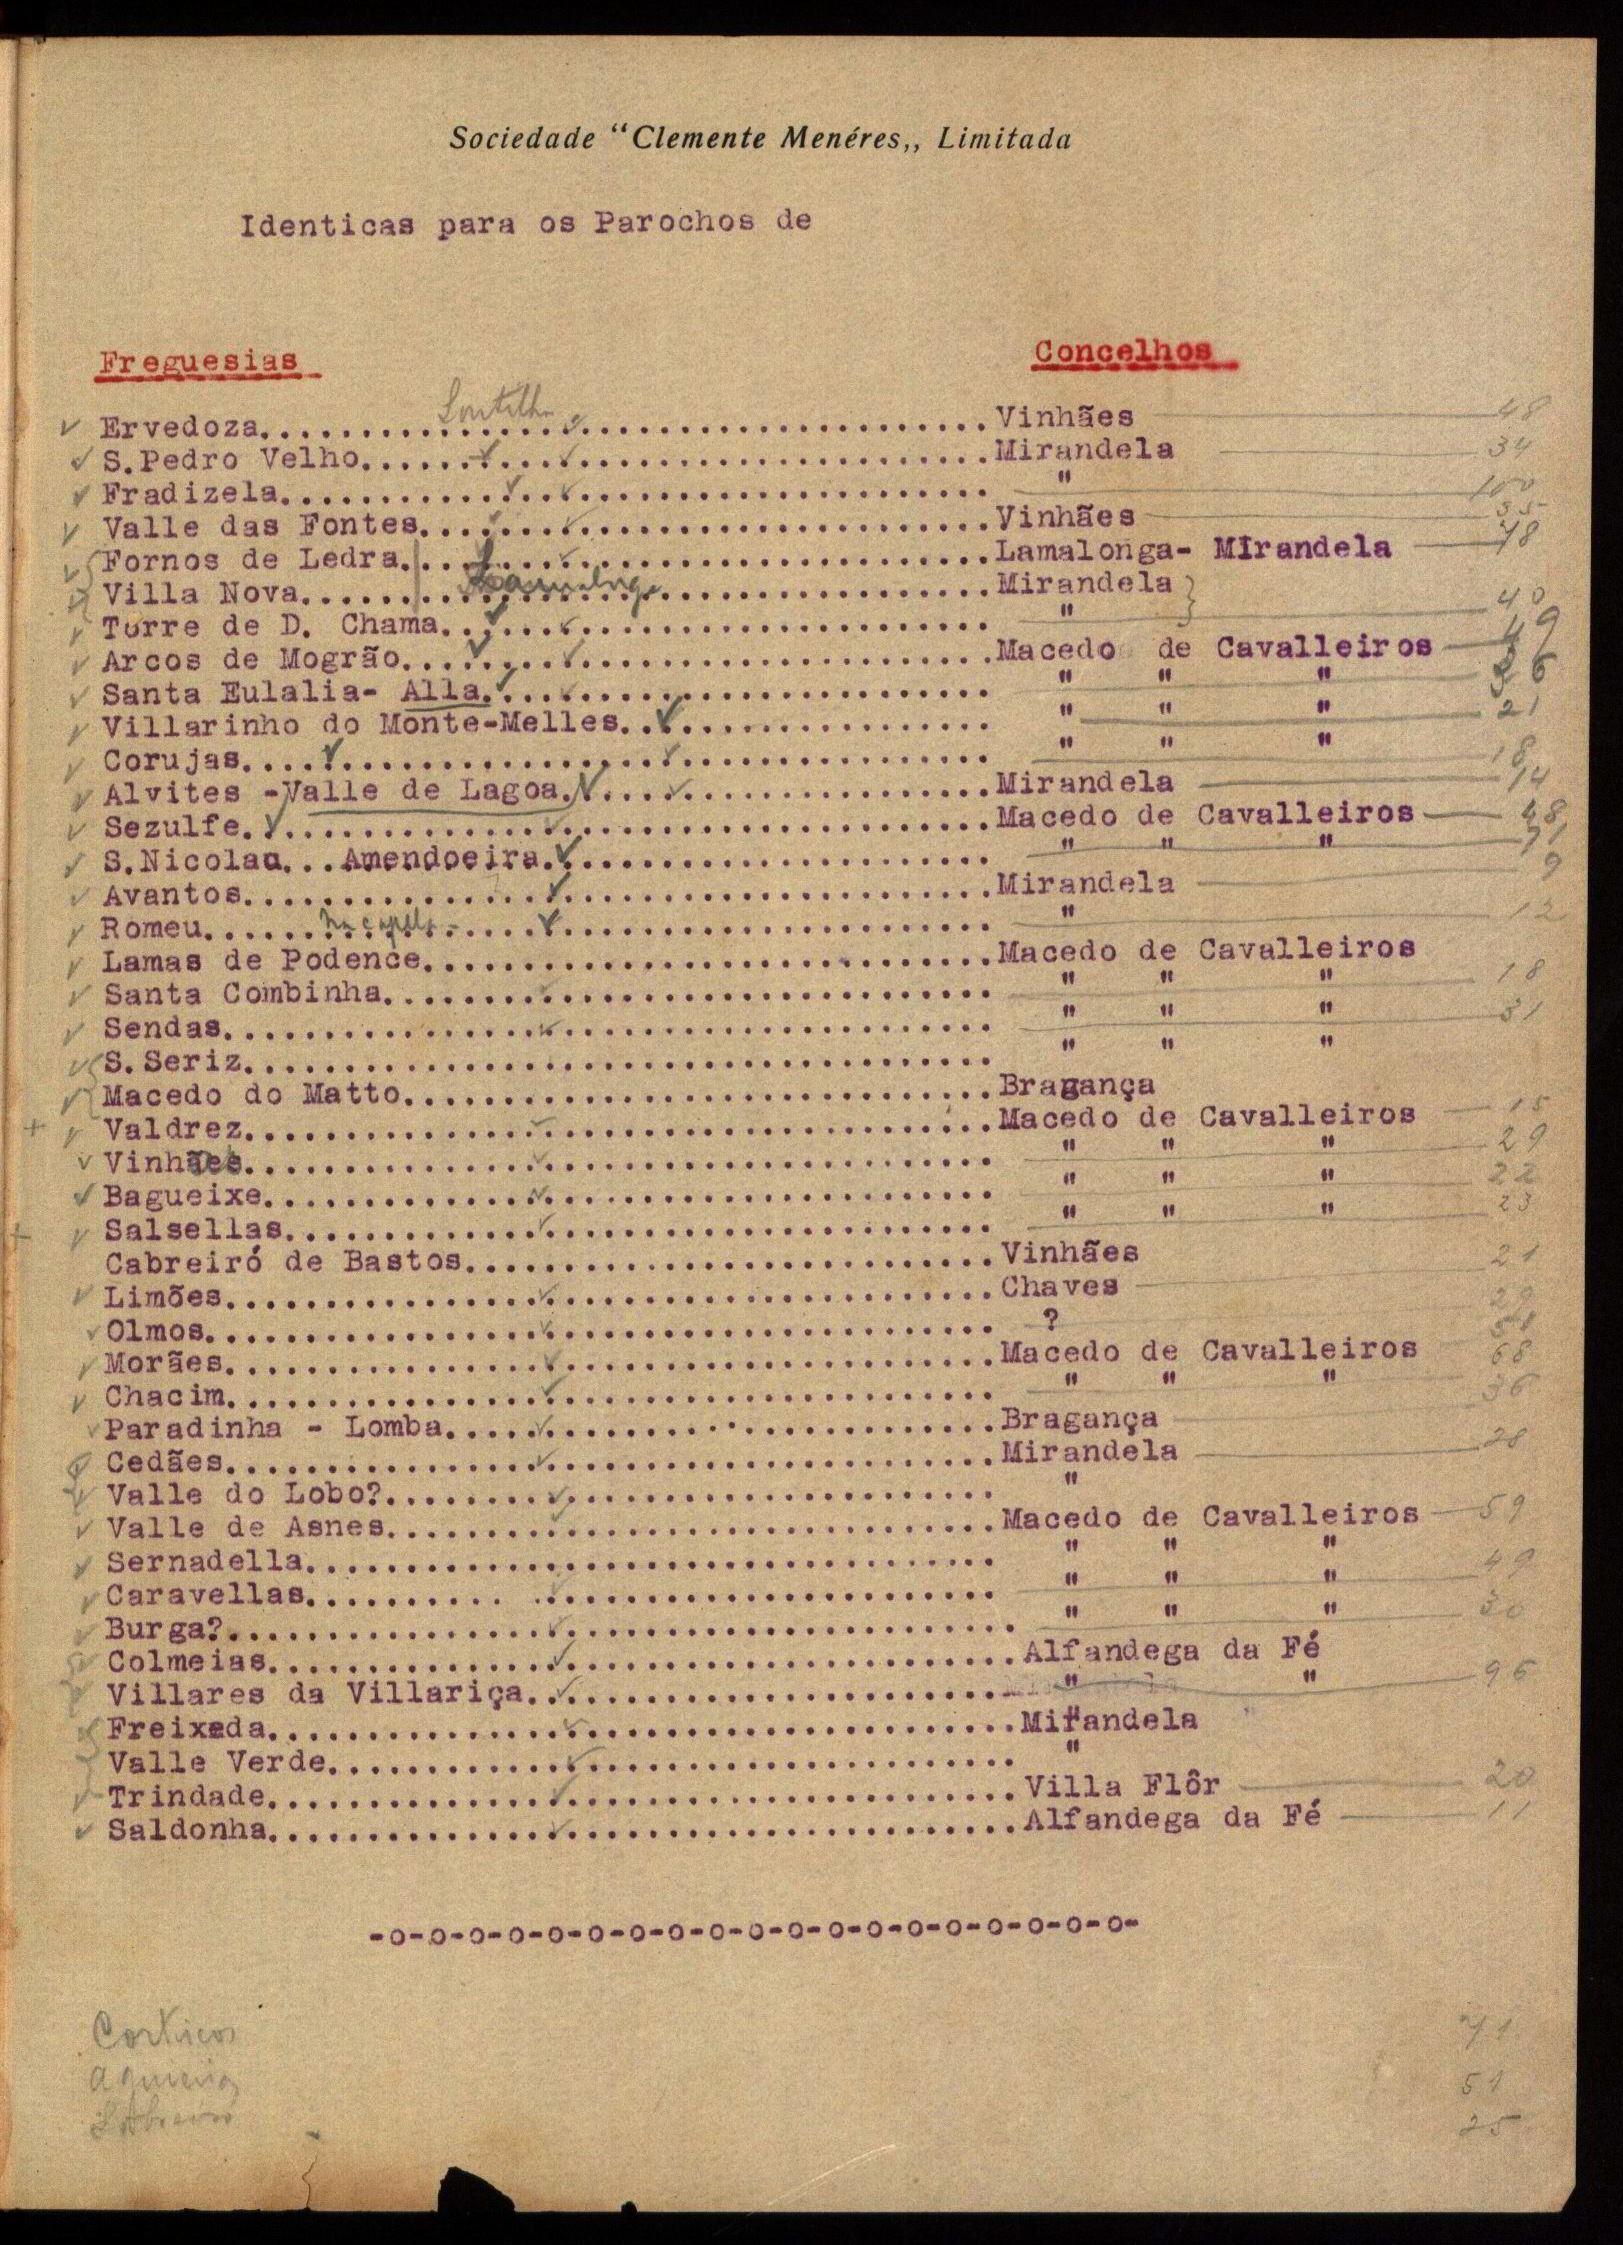 Sociedade “Clemente Menéres„ Limitada
Identicas para os Parochos de
Freguesias Concelhos
Ervedoza..................................... Vinhães 48
S.Pedro Velho................................ Mirandela 34
Fradizela.................................... " 100
Valle das Fontes............................. Vinhães 35
Fornos de Ledra.............................. Lamalonga- MIrandela 78
Villa Nova................................... Mirandela
Torre de D. Chama............................ " 40
Arcos de Mogrão.............................. Macedo de Cavalleiros
Santa Eulalia- Alla.......................... " " " 36
Villarinho do Monte-Melles................... " " " 21
Corujas...................................... " " " 18
Alvites -Valle de Lagoa...................... Mirandela 14
Sezulfe...................................... Macedo de Cavalleiros 48
S.Nicolau... Amendoeira...................... " " " 71
Avantos...................................... Mirandela 9
Romeu........................................ " 12
Lamas de Podence............................. Macedo de Cavalleiros
Santa Combinha............................... " " " 18
Sendas....................................... " " " 31
S.Seriz...................................... " " "
Macedo do Matto.............................. Bragança
Valdrez...................................... Macedo de Cavalleiros 15
Vinhães...................................... " " " 29
Bagueixe..................................... " " " 22
Salsellas.................................... " " " 23
Cabreiró de Bastos........................... Vinhães
Limões....................................... Chaves 21
Olmos........................................ ? 29
Morães....................................... Macedo de Cavalleiros 68
Chacim....................................... " " " 36
Paradinha - Lomba............................ Bragança
Cedães....................................... Mirandela 28
Valle do Lobo?............................... "
Valle de Asnes............................... Macedo de Cavalleiros 59
Sernadella................................... " " "
Caravellas................................... " " " 49
Burga?....................................... " " " 30
Colmeias..................................... Alfandega da Fé
Villares da Villariça........................ " " 96
Freixeda..................................... Mirandela
Valle Verde.................................. "
Trindade..................................... Villa Flôr 20
Saldonha..................................... Alfandega da Fé 11
-o-o-o-o-o-o-o-o-o-o-o-o-o-o-o-o-o-o-o-
Cortiços 71
51
25